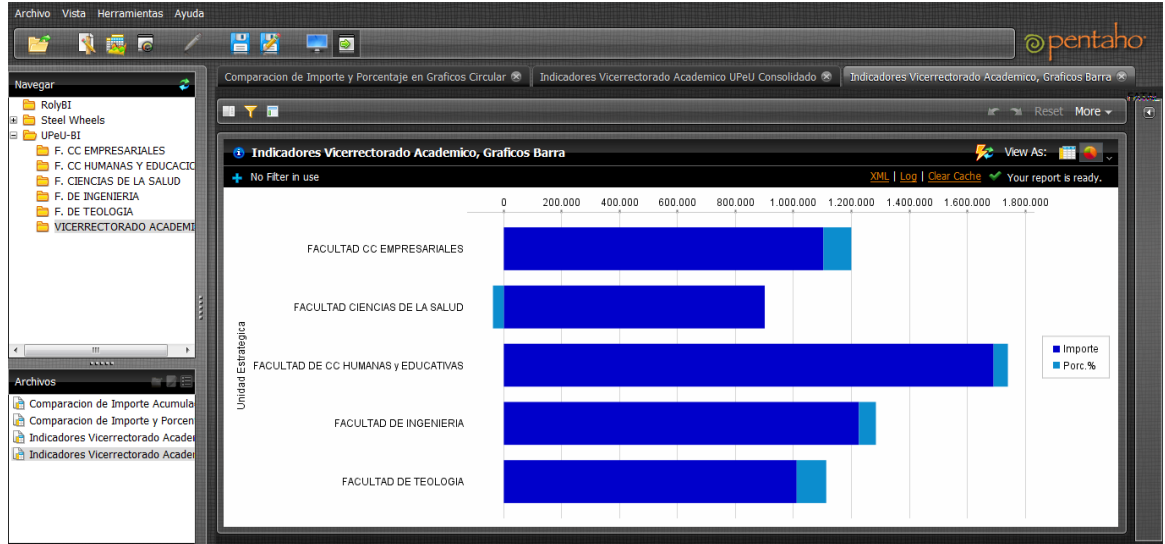 Archivo Vista Herramientas Ayuda
pentaho
Navegar
RolyBI
Steel Wheels
UPeU-BI
F. CC EMPRESARIALES
F. CC HUMANAS Y EDUCACIC
F. CIENCIAS DE LA SALUD
F. DE INGENIERIA
F. DE TEOLOGIA
VICERRECTORADO ACADEMI
Archivos
Comparacion de Importe Acumula
Comparacion de Importe y Porcen
Indicadores Vicerrectorado Acader
Indicadores Vicerrectorado Acader
Comparacion de Importe y Porcentaje en Graficos Circular
Indicadores Vicerrectorado Academico UPeU Consolidado
Indicadores Vicerrectorado Academico, Graficos Barra
Reset More
Indicadores Vicerrectorado Academico, Graficos Barra
View As:
No Filter in use
XML | Log | Clear Cache
Your report is ready.
0 200.000 400.000 600.000 800.000 1.000.000 1.200.000 1.400.000 1.600.000 1.800.000
Unidad Estrategica
FACULTAD CC EMPRESARIALES
FACULTAD CIENCIAS DE LA SALUD
FACULTAD DE CC HUMANAS y EDUCATIVAS
FACULTAD DE INGENIERIA
FACULTAD DE TEOLOGIA
Importe
Porc.%